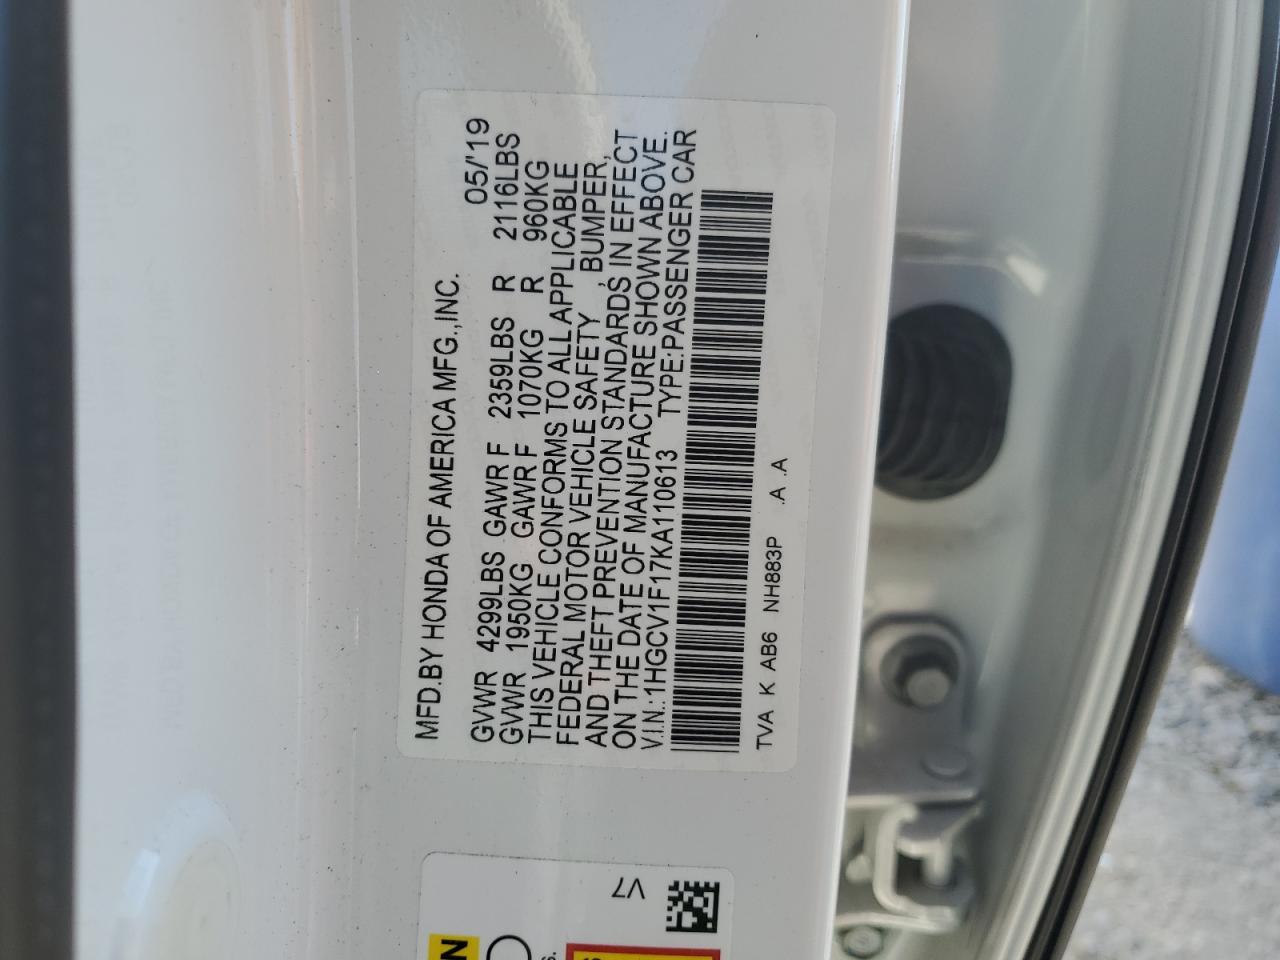 MFD.BY HONDA OF AMERICA MFG.,INC. 05/'19
GVWR 4299LBS GAWR F 2359LBS R 2116LBS
GVWR 1950KG GAWR F 1070KG R 960KG
THIS VEHICLE CONFORMS TO ALL APPLICABLE
FEDERAL MOTOR VEHICLE SAFETY, BUMPER,
AND THEFT PREVENTION STANDARDS IN EFFECT
ON THE DATE OF MANUFACTURE SHOWN ABOVE.
V.I.N.:1HGCV1F17KA110613 TYPE:PASSENGER CAR
TVA K AB6 NH883P .A .A
V7